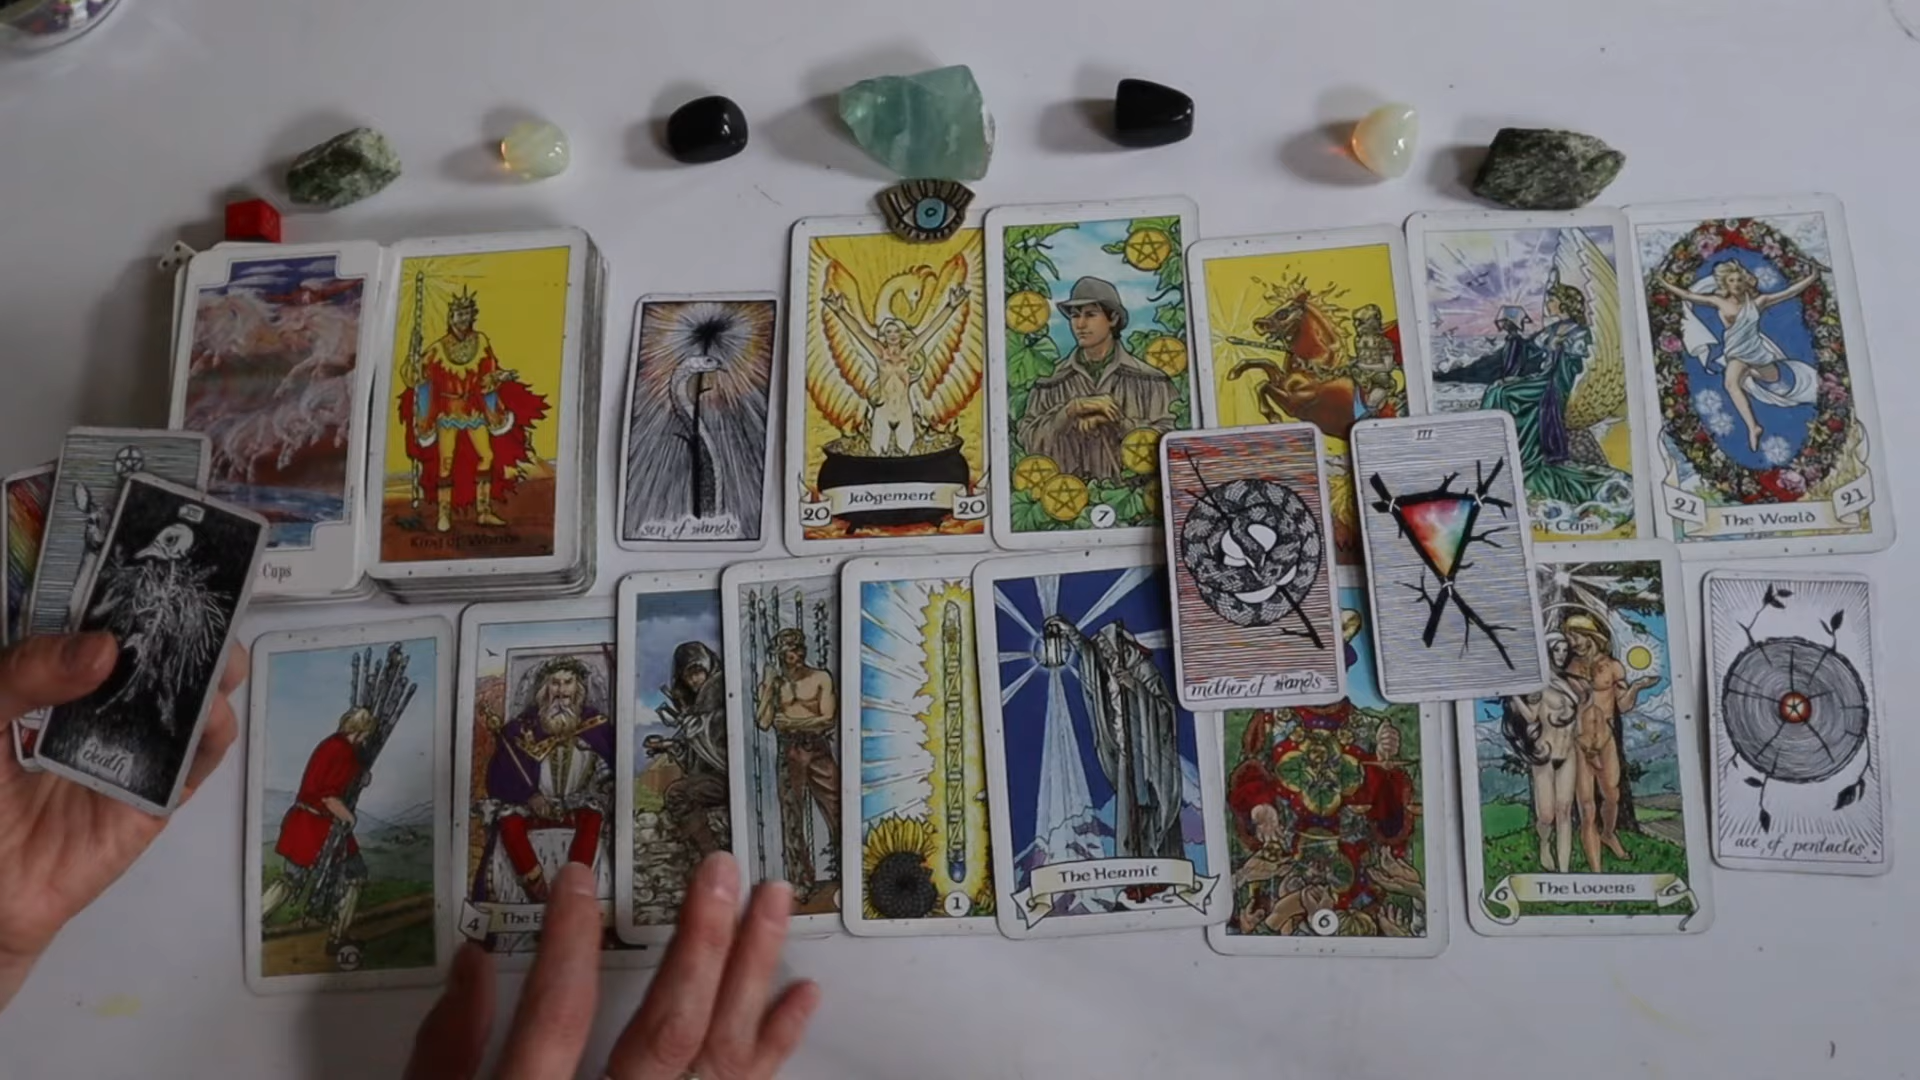 Cups
King of Wands
son of wands
Judgement
20
20
7
of Cups
21
The World
21
III
mother of wands
death
10
4
The E
1
The Hermit
6
6
The Lovers
6
ace of pentacles